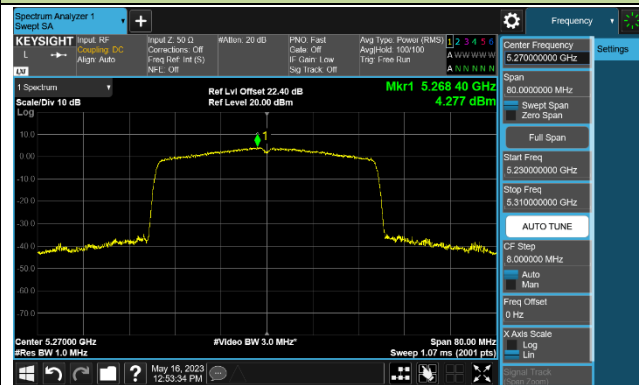 Spectrum Analyzer 1
Swept SA
Frequency
KEYSIGHT
Input: RF
Coupling: DC
Align: Auto
Input Z: 50 Ω
Corrections: Off
Freq Ref: Int (S)
NFE: Off
#Atten: 20 dB
PNO: Fast
Gate: Off
IF Gain: Low
Sig Track: Off
Avg Type: Power (RMS)
Avg|Hold: 100/100
Trig: Free Run
1 2 3 4 5 6
A W W W W W
A N N N N N
L
LXI
1 Spectrum
Scale/Div 10 dB
Log
Ref Lvl Offset 22.40 dB
Ref Level 20.00 dBm
Mkr1 5.268 40 GHz
4.277 dBm
1
10.0
0.00
-10.0
-20.0
-30.0
-40.0
-50.0
-60.0
-70.0
Center 5.27000 GHz
#Res BW 1.0 MHz
#Video BW 3.0 MHz*
Span 80.00 MHz
Sweep 1.07 ms (2001 pts)
May 16, 2023
12:53:34 PM
Center Frequency
5.270000000 GHz
Settings
Span
80.0000000 MHz
Swept Span
Zero Span
Full Span
Start Freq
5.230000000 GHz
Stop Freq
5.310000000 GHz
AUTO TUNE
CF Step
8.000000 MHz
Auto
Man
Freq Offset
0 Hz
X Axis Scale
Log
Lin
Signal Track
(Span Zoom)